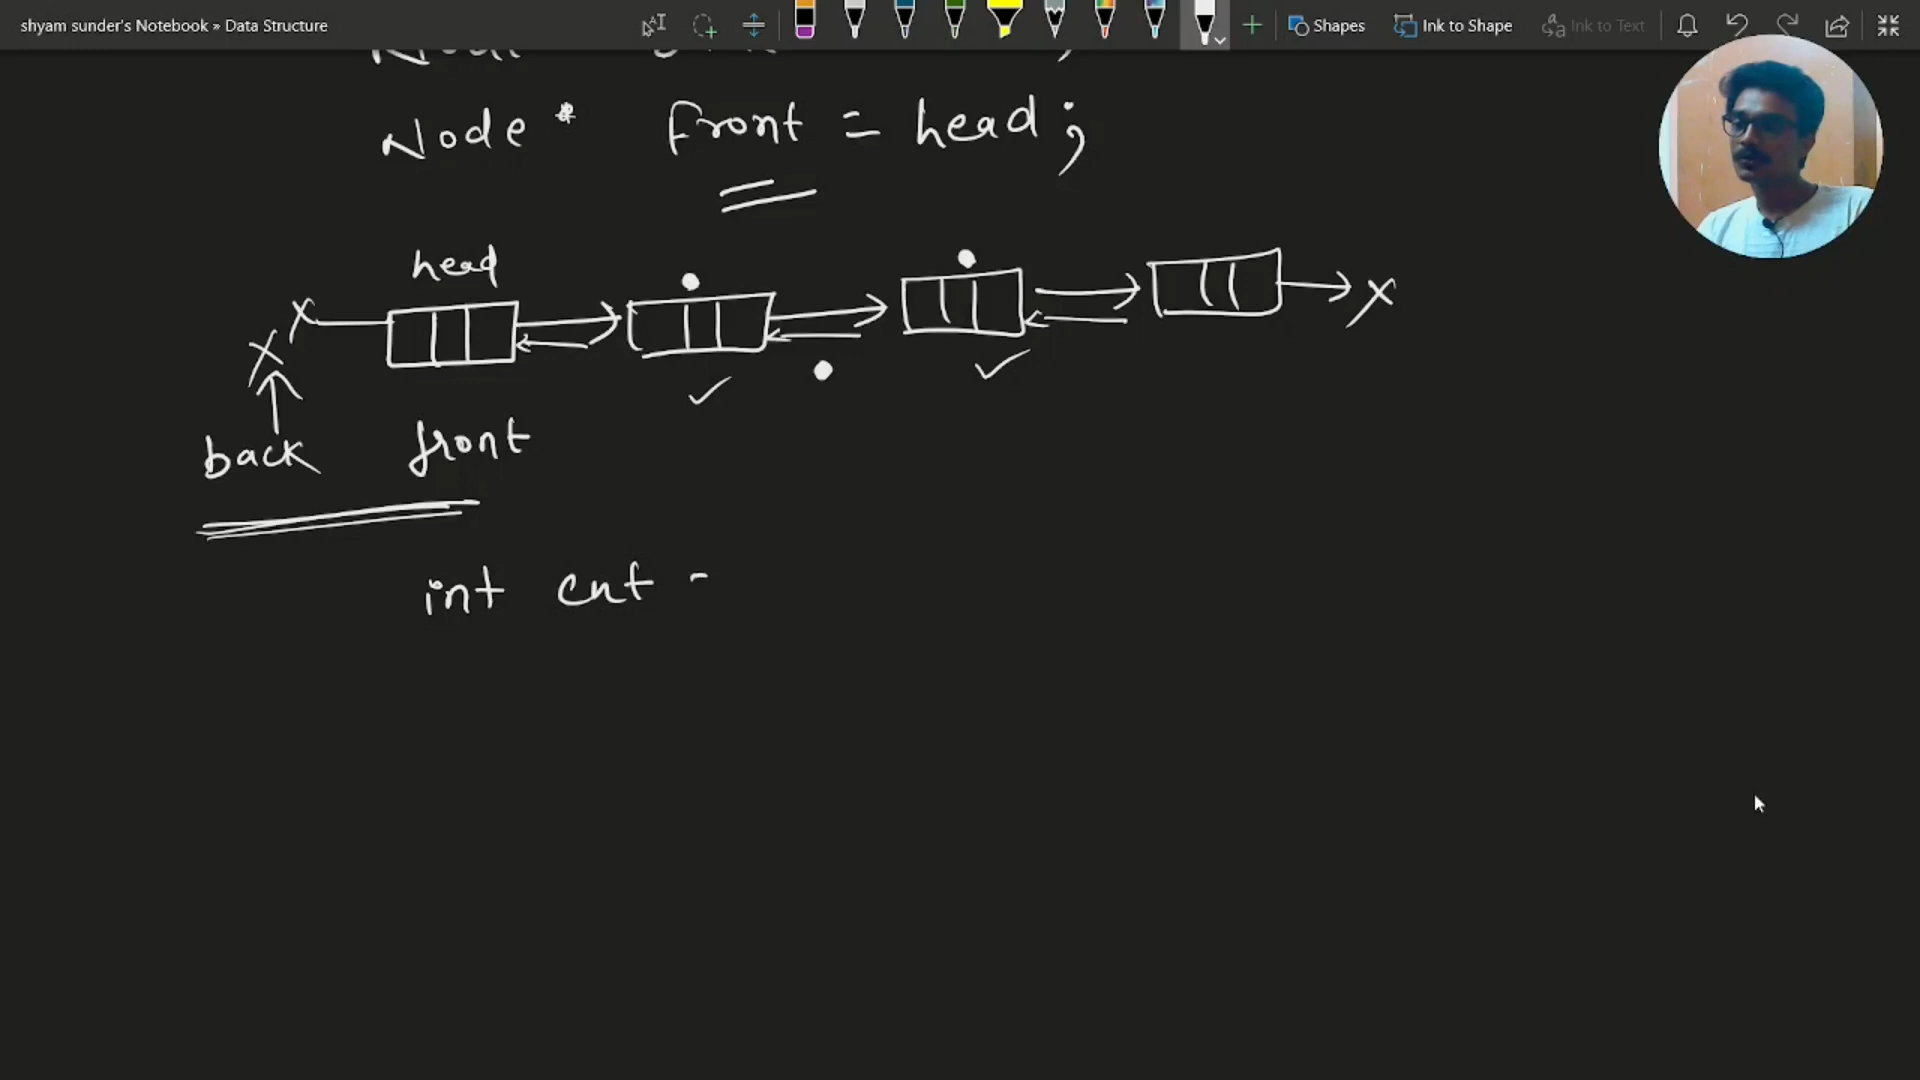 shyam sunder's Notebook » Data Structure
Shapes
Ink to Shape
Ink to Text
Node * front = head ;
head
x
x
x
back front
int cnt -